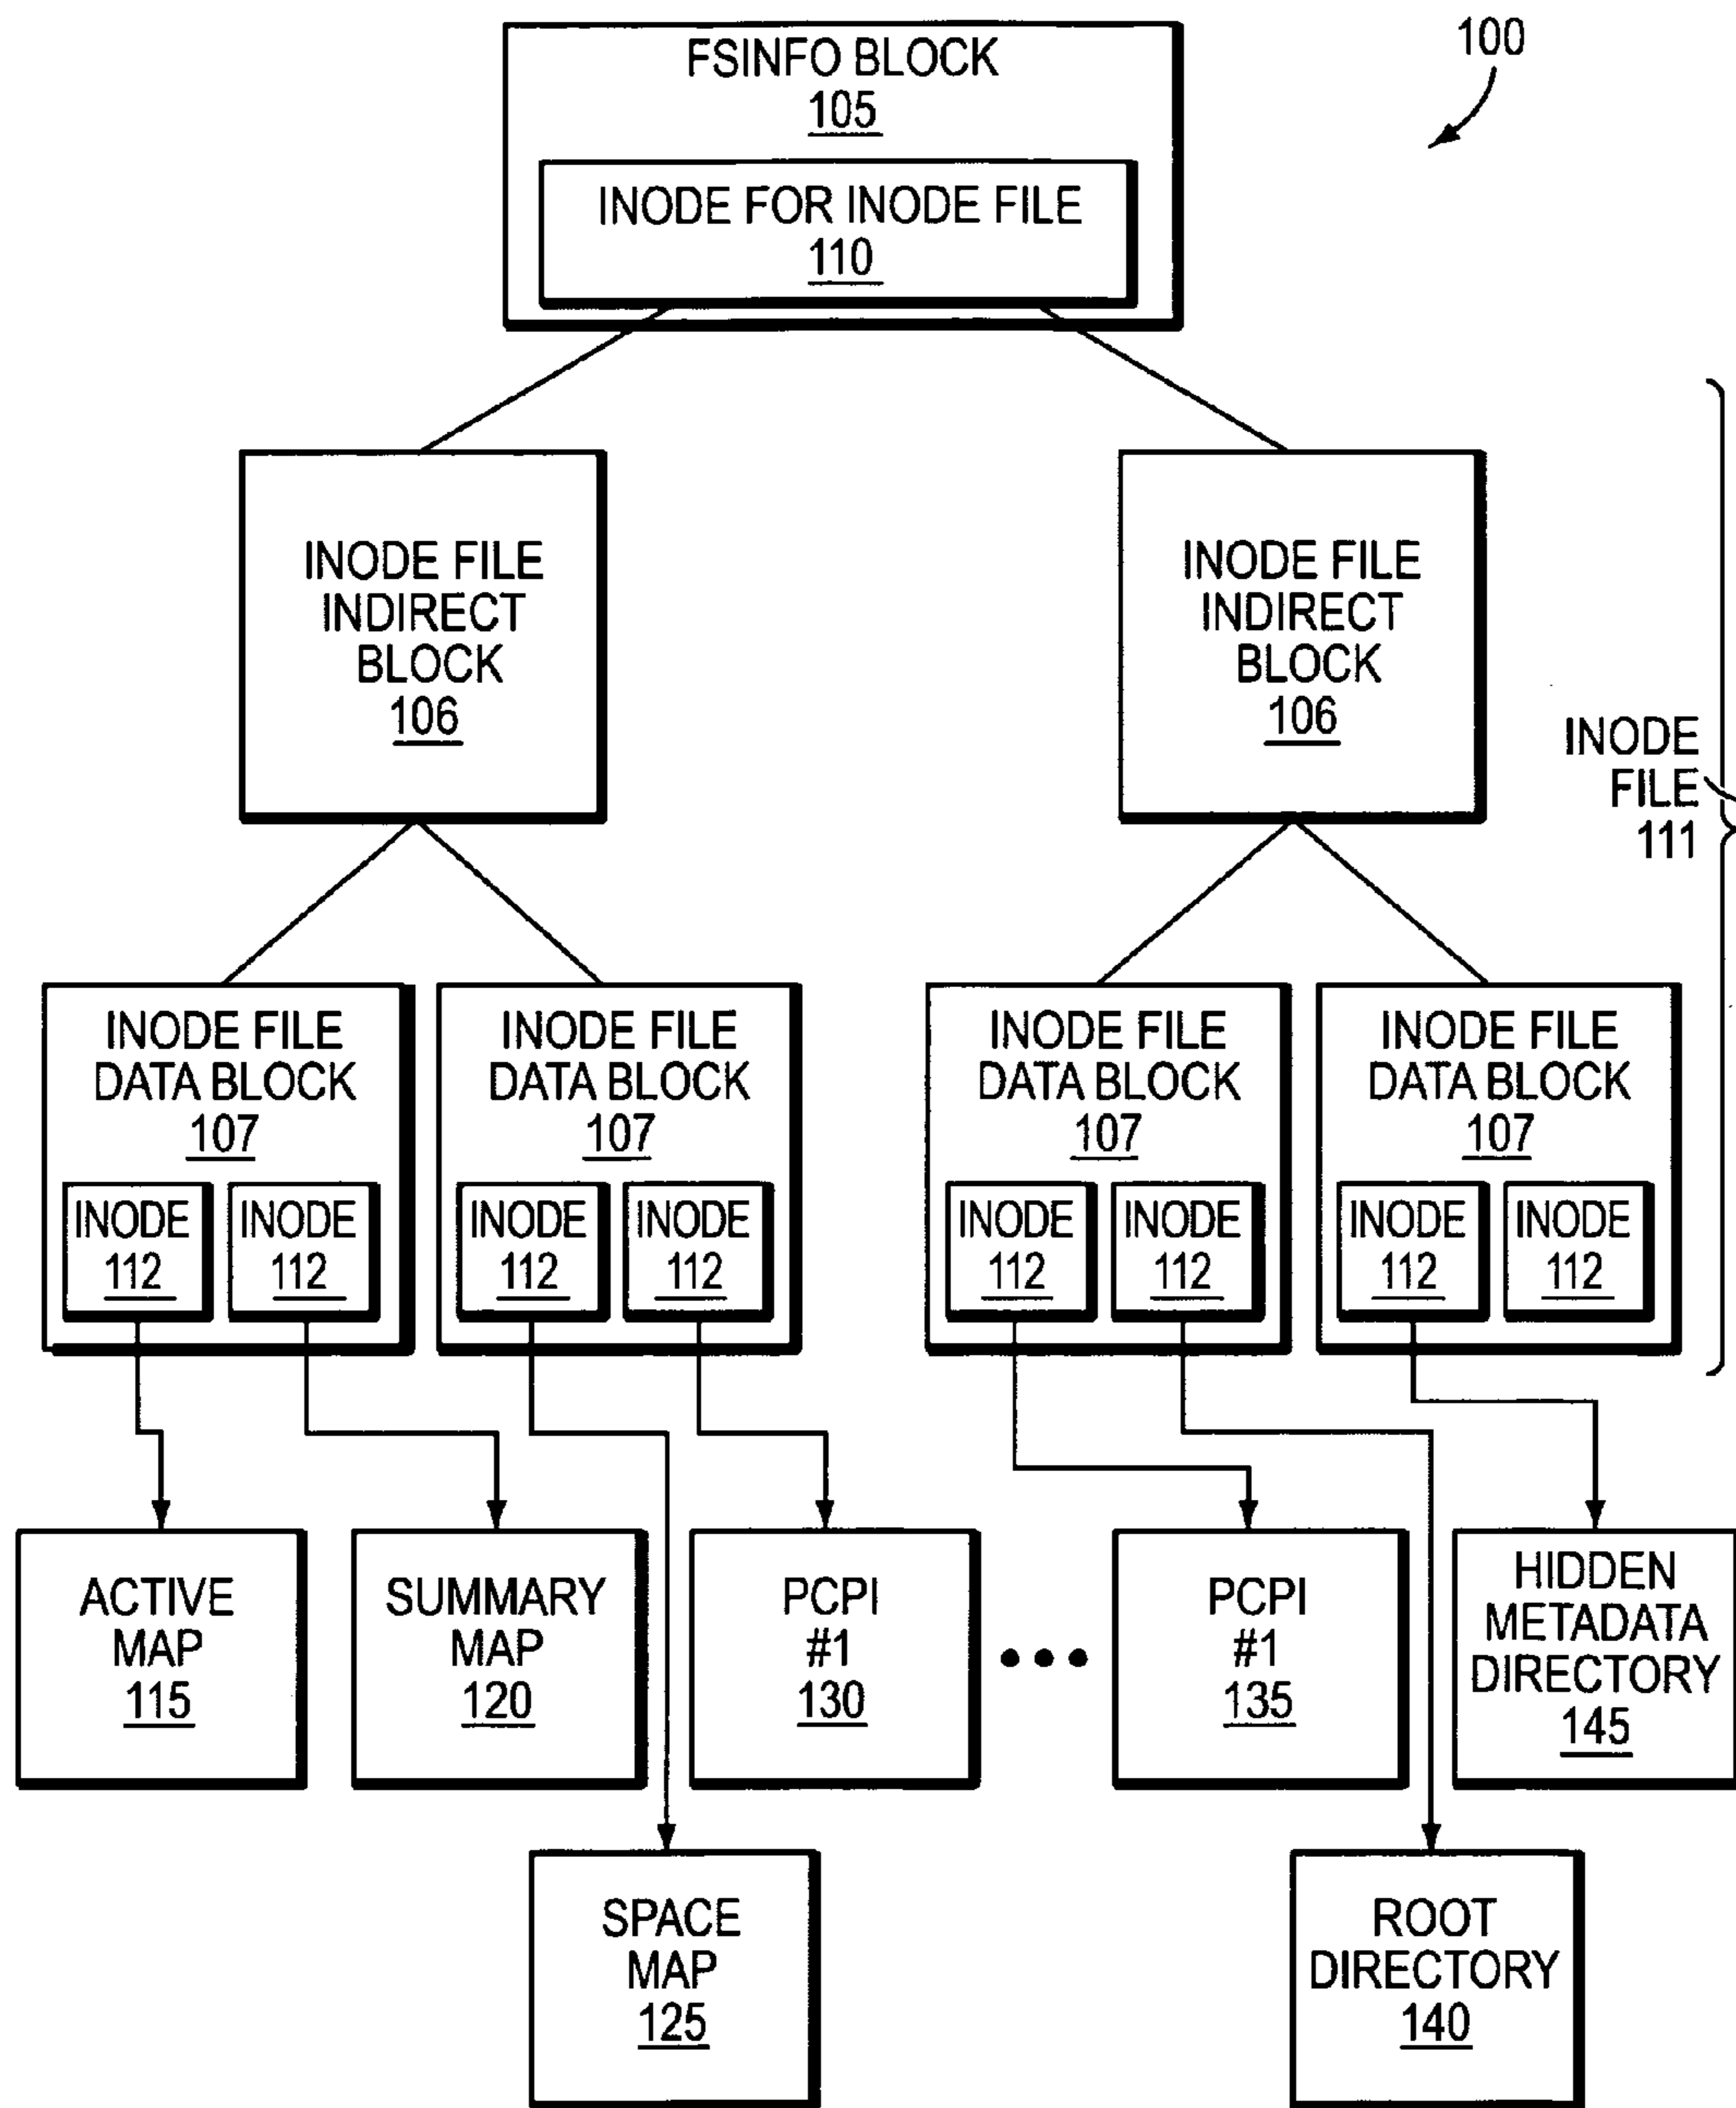 100
FSINFO BLOCK
105
INODE FOR INODE FILE
110
INODE FILE
INDIRECT
BLOCK
106
INODE FILE
INDIRECT
BLOCK
106
INODE
FILE
111
INODE FILE
DATA BLOCK
107
INODE
112
INODE
112
INODE FILE
DATA BLOCK
107
INODE
112
INODE
112
INODE FILE
DATA BLOCK
107
INODE
112
INODE
112
INODE FILE
DATA BLOCK
107
INODE
112
INODE
112
ACTIVE
MAP
115
SUMMARY
MAP
120
PCPI
#1
130
PCPI
#1
135
HIDDEN
METADATA
DIRECTORY
145
SPACE
MAP
125
ROOT
DIRECTORY
140